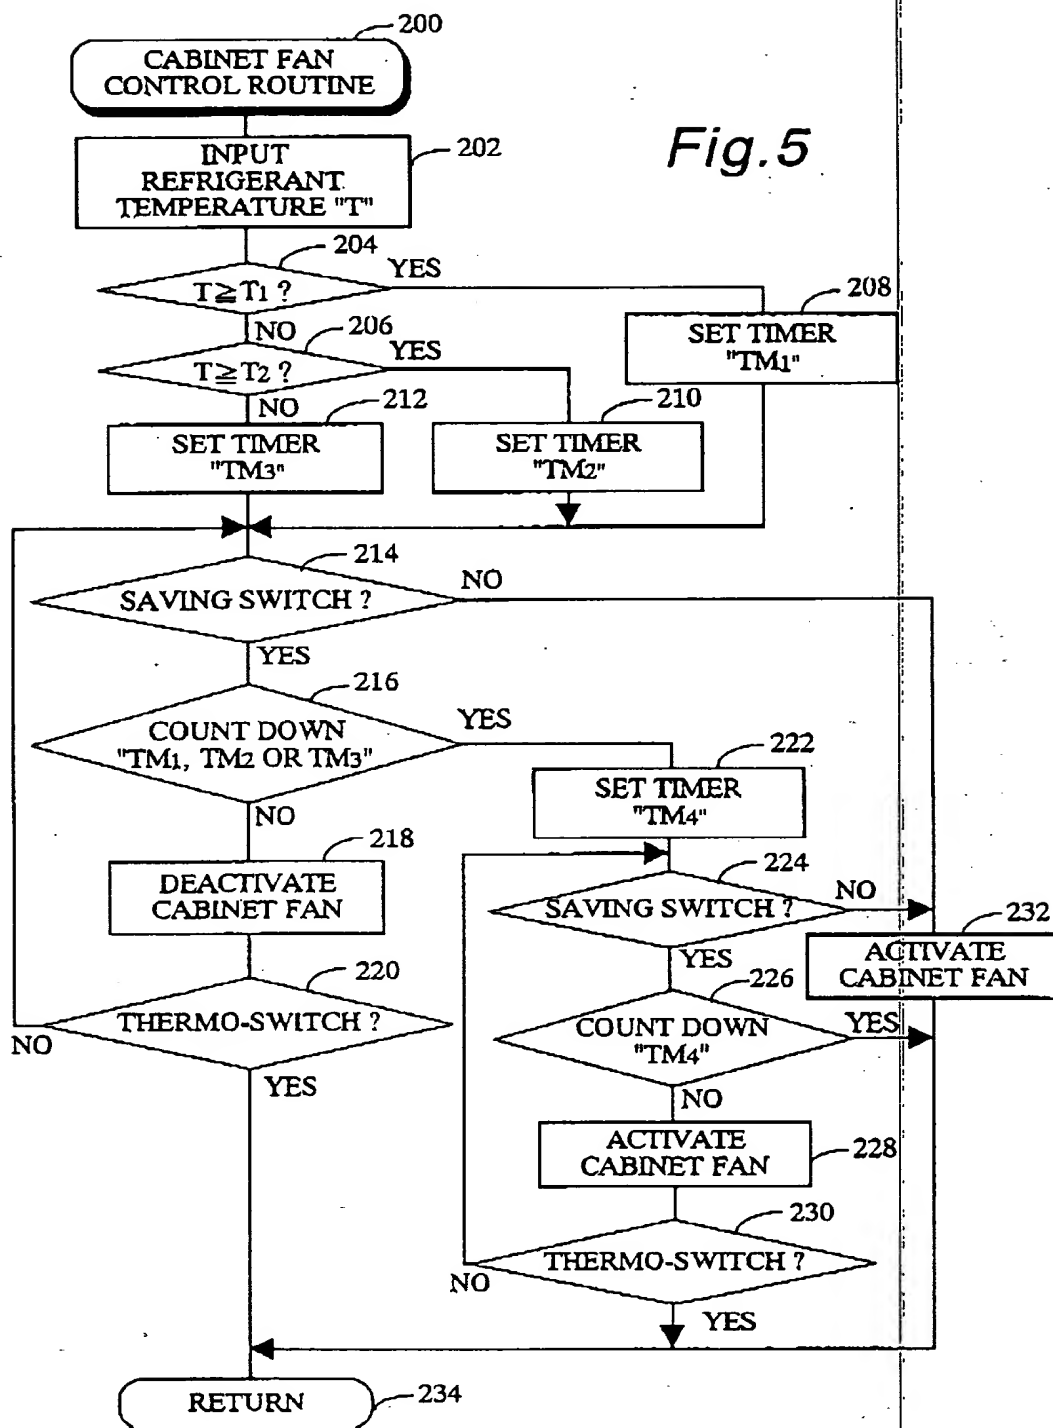 200
CABINET FAN
CONTROL ROUTINE
Fig.5
202
INPUT
REFRIGERANT
TEMPERATURE "T"
204
YES
T≧T1 ?
208
NO
SET TIMER
"TM1"
206
YES
T≧T2 ?
NO
212
210
SET TIMER
"TM3"
SET TIMER
"TM2"
214
NO
SAVING SWITCH ?
YES
216
COUNT DOWN
"TM1, TM2 OR TM3"
YES
222
SET TIMER
"TM4"
NO
218
DEACTIVATE
CABINET FAN
224
SAVING SWITCH ?
NO
232
ACTIVATE
CABINET FAN
YES
220
THERMO-SWITCH ?
NO
YES
226
COUNT DOWN
"TM4"
YES
NO
ACTIVATE
CABINET FAN
228
230
THERMO-SWITCH ?
NO
YES
RETURN
234